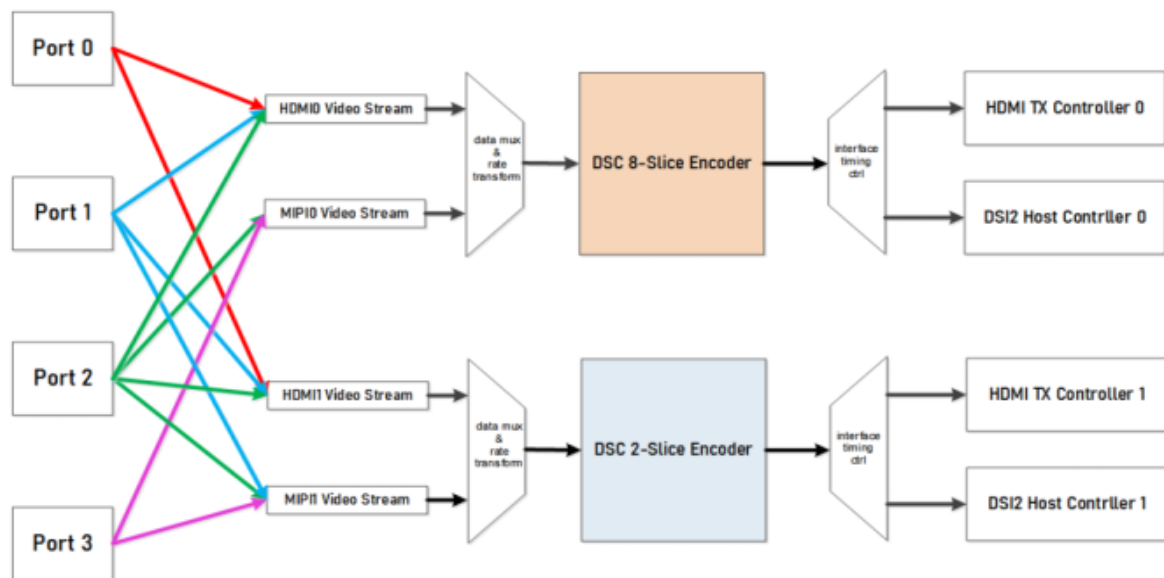 Port 0
Port 1
Port 2
Port 3
HDMI0 Video Stream
MIPI0 Video Stream
HDMI1 Video Stream
MIPI1 Video Stream
data mux
&
rate
transform
DSC 8-Slice Encoder
interface
timing
ctrl
HDMI TX Controller 0
DSI2 Host Contrller 0
data mux
&
rate
transform
DSC 2-Slice Encoder
interface
timing
ctrl
HDMI TX Controller 1
DSI2 Host Contrller 1